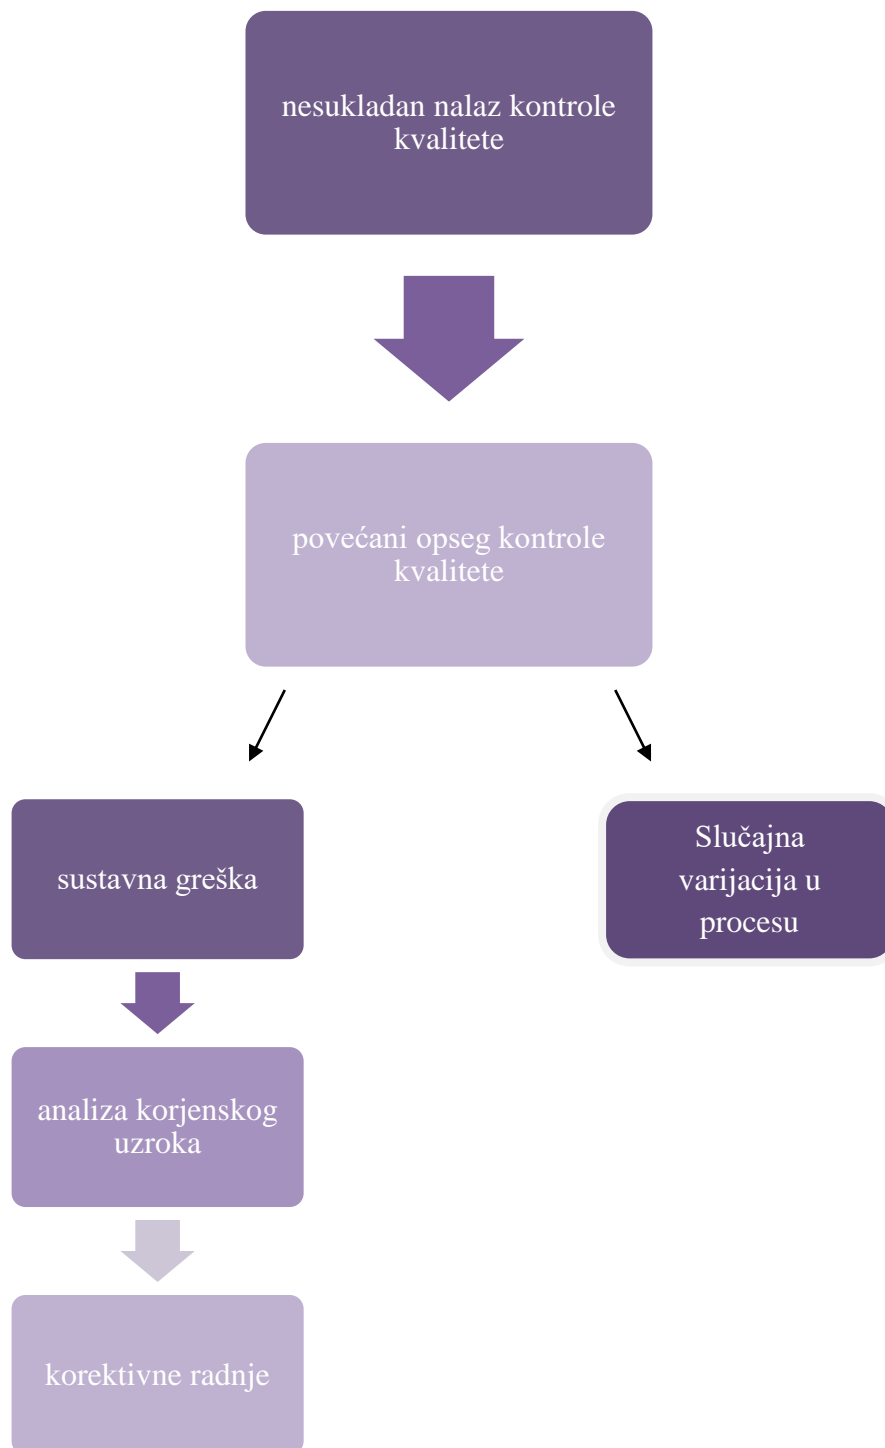 nesukladan nalaz kontrole
kvalitete
povećani opseg kontrole
kvalitete
sustavna greška
Slučajna
varijacija u
procesu
analiza korjenskog
uzroka
korektivne radnje